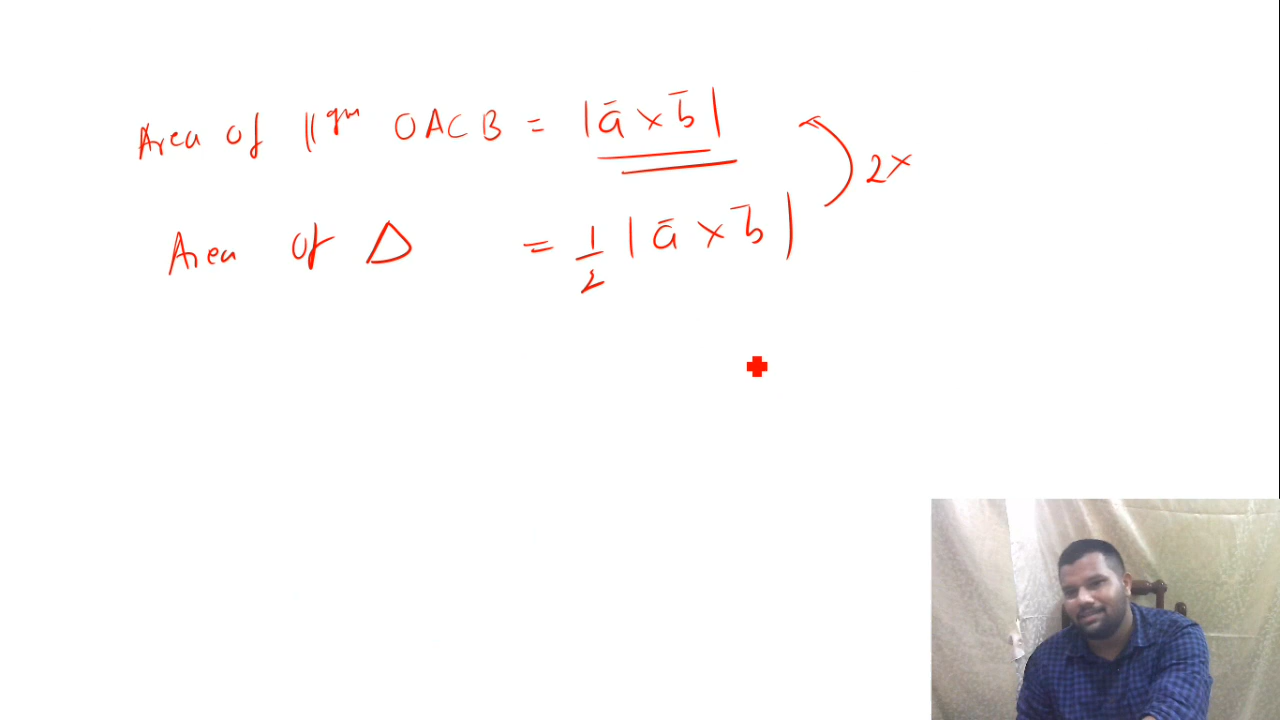 Area of ||gm OACB = |a̅ × b̅|
2×
Area of Δ = 1/2 |a̅ × b̅|